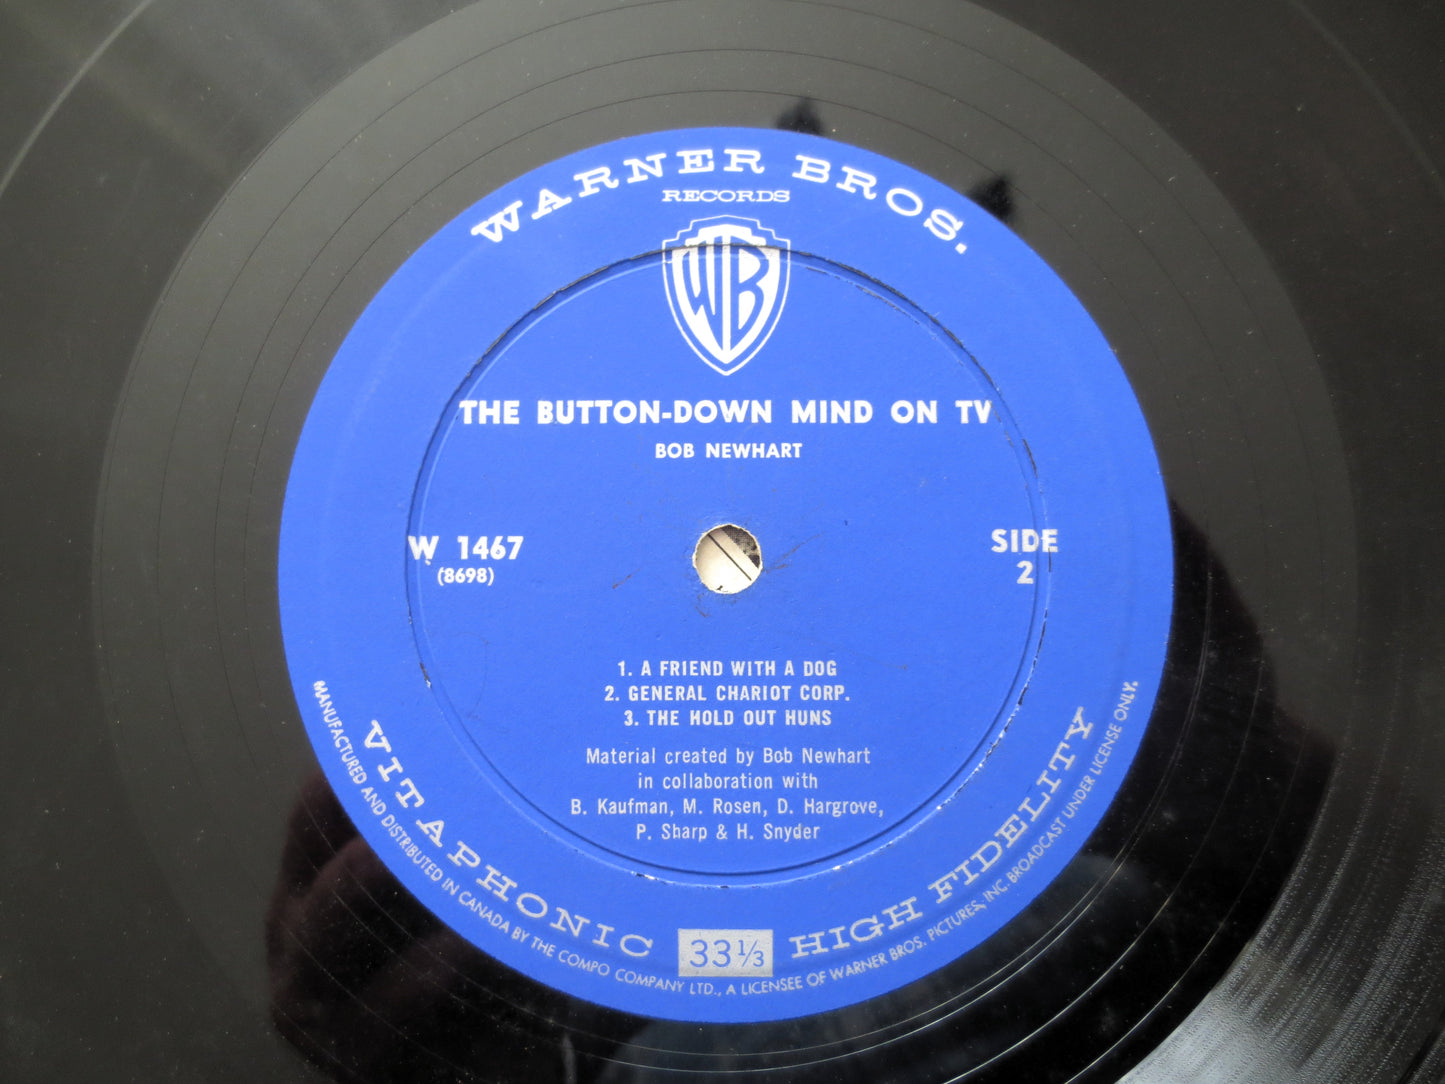 WARNER BROS.
RECORDS
WB
THE BUTTON-DOWN MIND ON TV
BOB NEWHART
W 1467
(8698)
SIDE
2
1. A FRIEND WITH A DOG
2. GENERAL CHARIOT CORP.
3. THE HOLD OUT HUNS
Material created by Bob Newhart
in collaboration with
B. Kaufman, M. Rosen, D. Hargrove,
P. Sharp & H. Snyder
VITAPHONIC
33 1/3
HIGH FIDELITY
MANUFACTURED AND DISTRIBUTED IN CANADA BY THE COMPO COMPANY LTD., A LICENSEE OF WARNER BROS. PICTURES, INC. BROADCAST UNDER LICENSE ONLY.